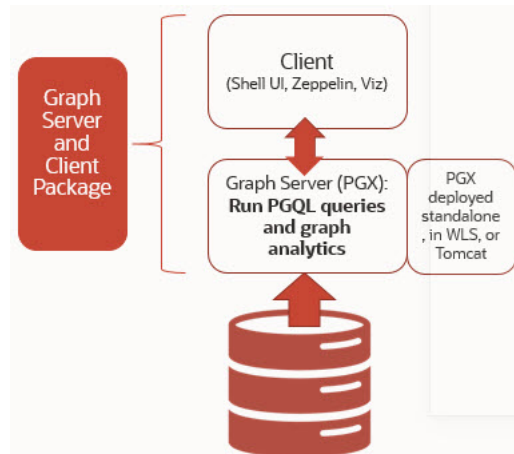 Graph
Server
and
Client
Package
Client
(Shell UI, Zeppelin, Viz)
Graph Server (PGX):
Run PGQL queries
and graph
analytics
PGX
deployed
standalone
, in WLS, or
Tomcat